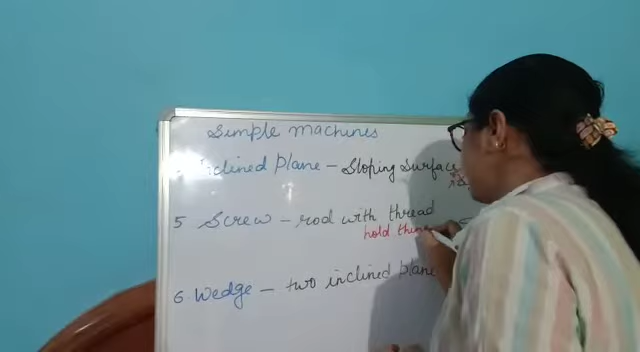 Simple machines
Inclined plane - Sloping Surface
5 Screw - rod with thread
hold thin
6. Wedge - two inclined plane